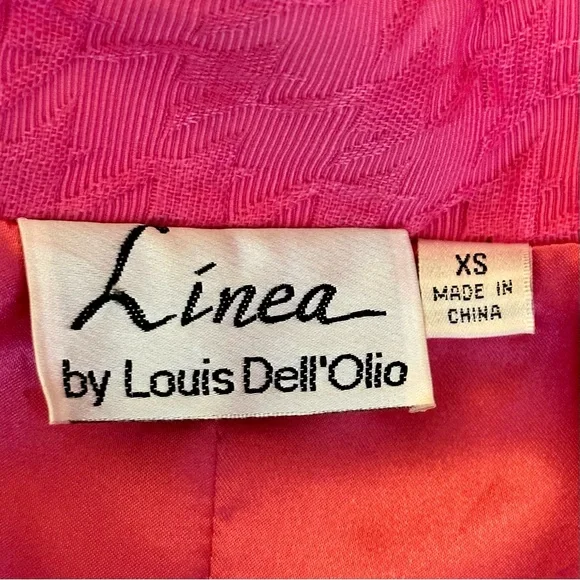 Linea
by Louis Dell'Olio
XS
MADE IN
CHINA